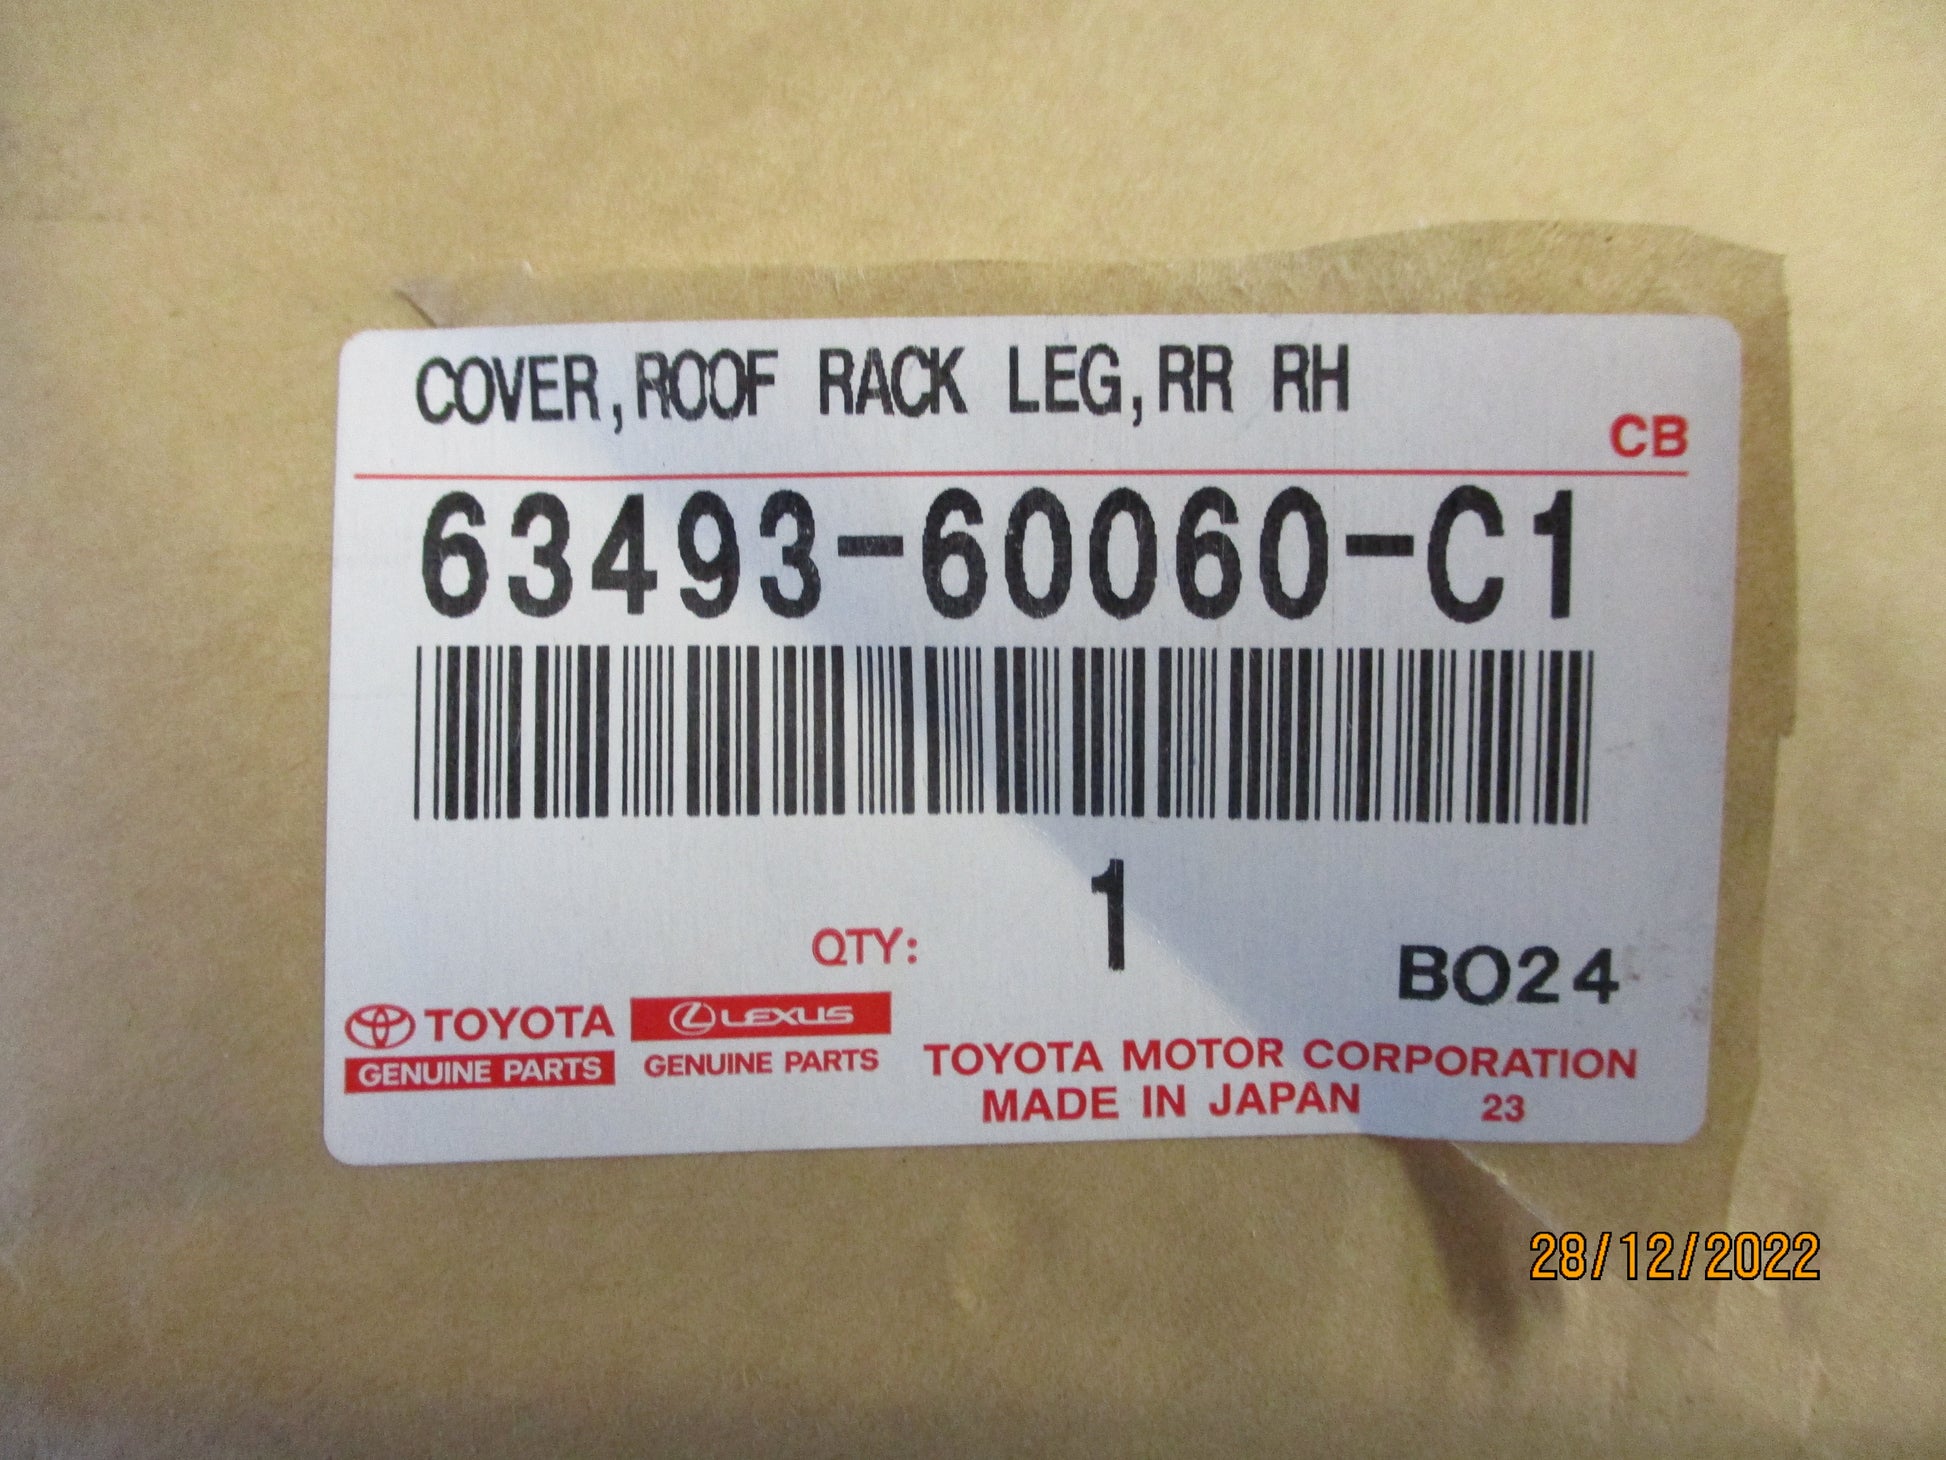 COVER,ROOF RACK LEG,RR RH
CB
63493-60060-C1
QTY: 1
BO24
TOYOTA
GENUINE PARTS
LEXUS
GENUINE PARTS
TOYOTA MOTOR CORPORATION
MADE IN JAPAN 23
28/12/2022